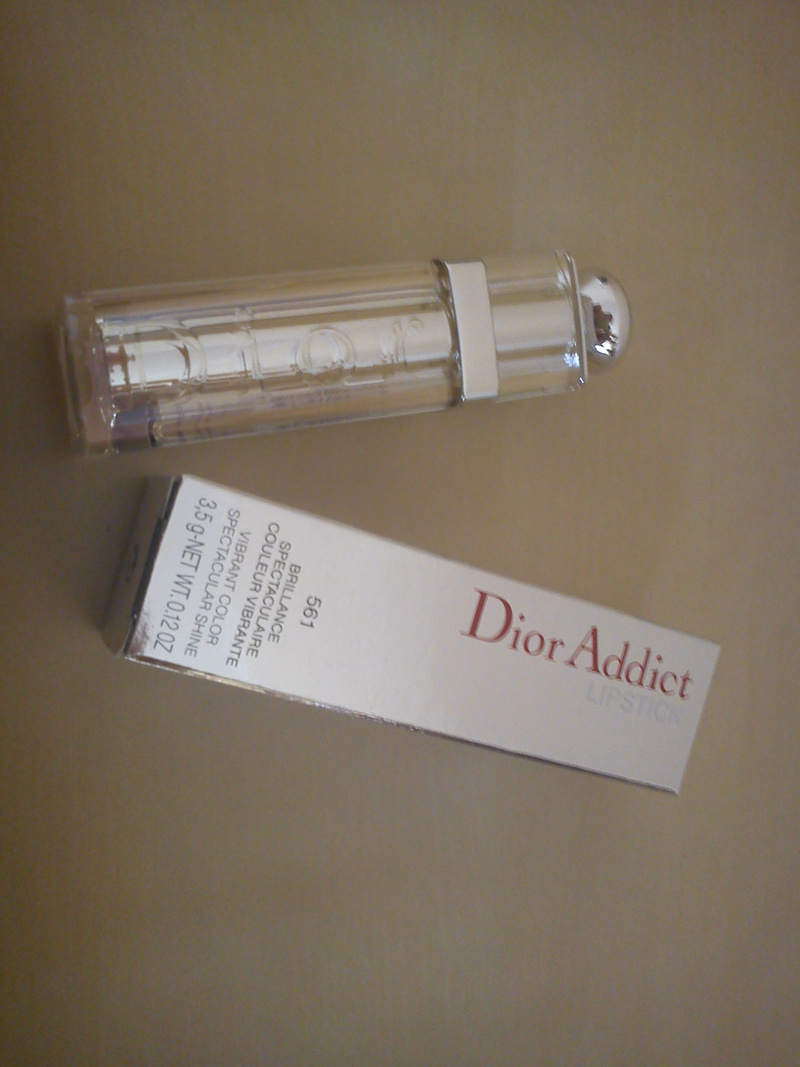 Dior
Dior Addict
LIPSTICK
561
BRILLANCE
SPECTACULAIRE
COULEUR VIBRANTE
VIBRANT COLOR
SPECTACULAR SHINE
3,5 g-NET WT. 0.12 OZ